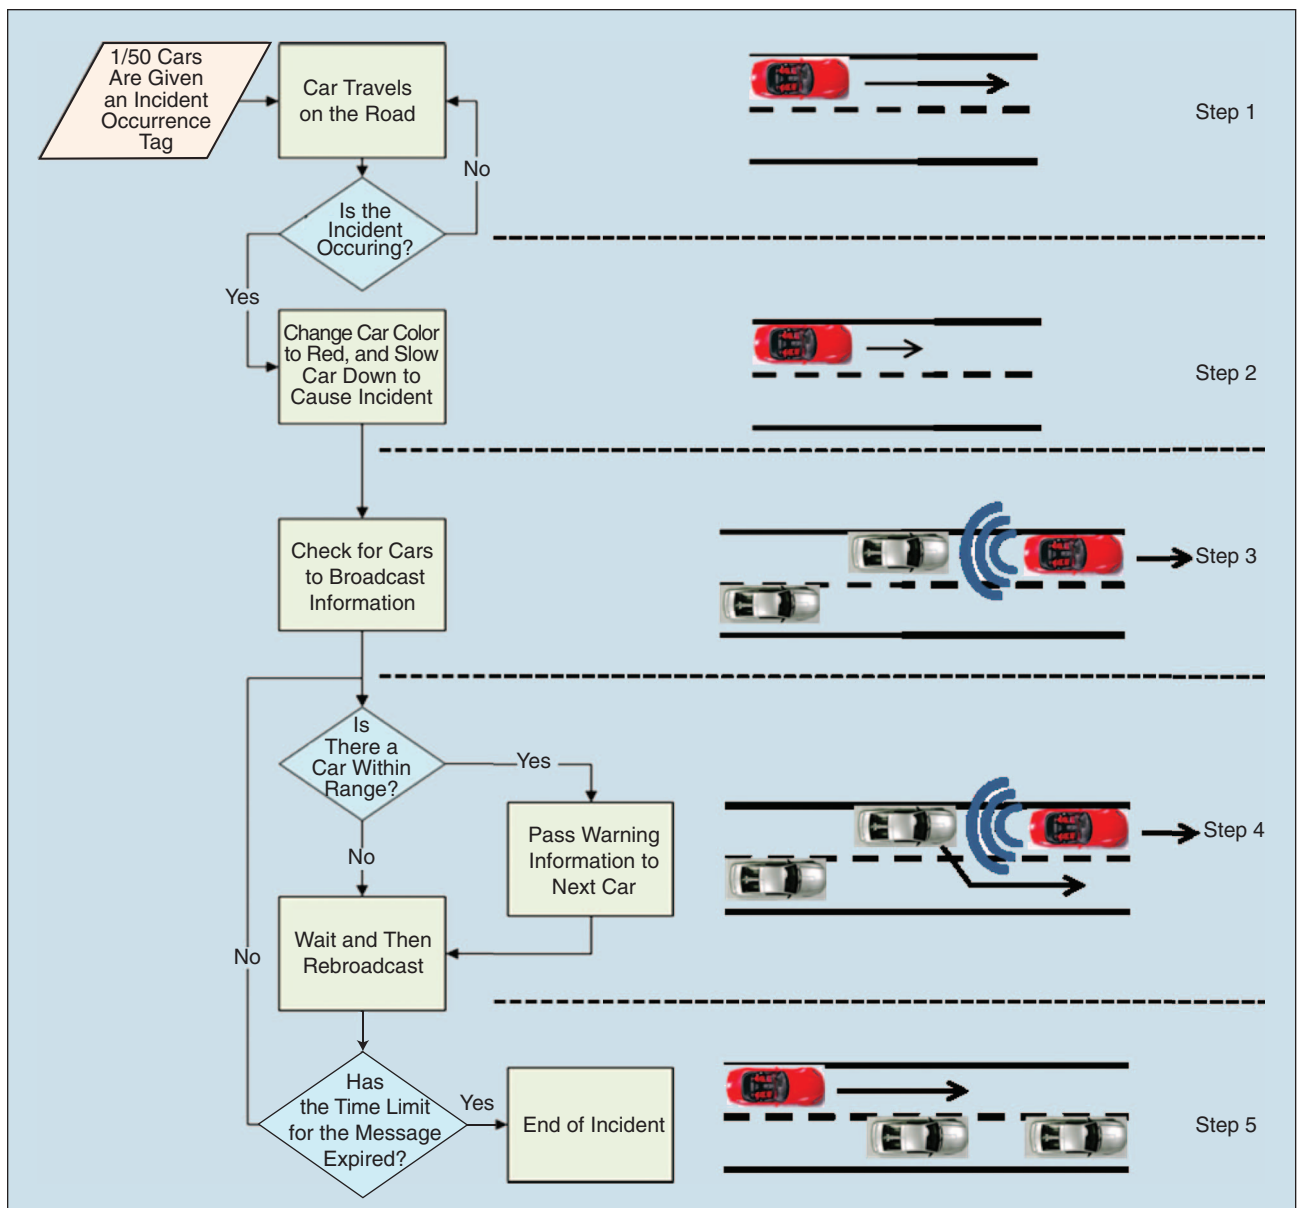 1/50 Cars
Are Given
an Incident
Occurrence
Tag
Car Travels
on the Road
Step 1
No
Is the
Incident
Occuring?
Yes
Change Car Color
to Red, and Slow
Car Down to
Cause Incident
Step 2
Check for Cars
to Broadcast
Information
Step 3
Is
There a
Car Within
Range?
Yes
Pass Warning
Information to
Next Car
Step 4
No
Wait and Then
Rebroadcast
No
Has
the Time Limit
for the Message
Expired?
Yes
End of Incident
Step 5